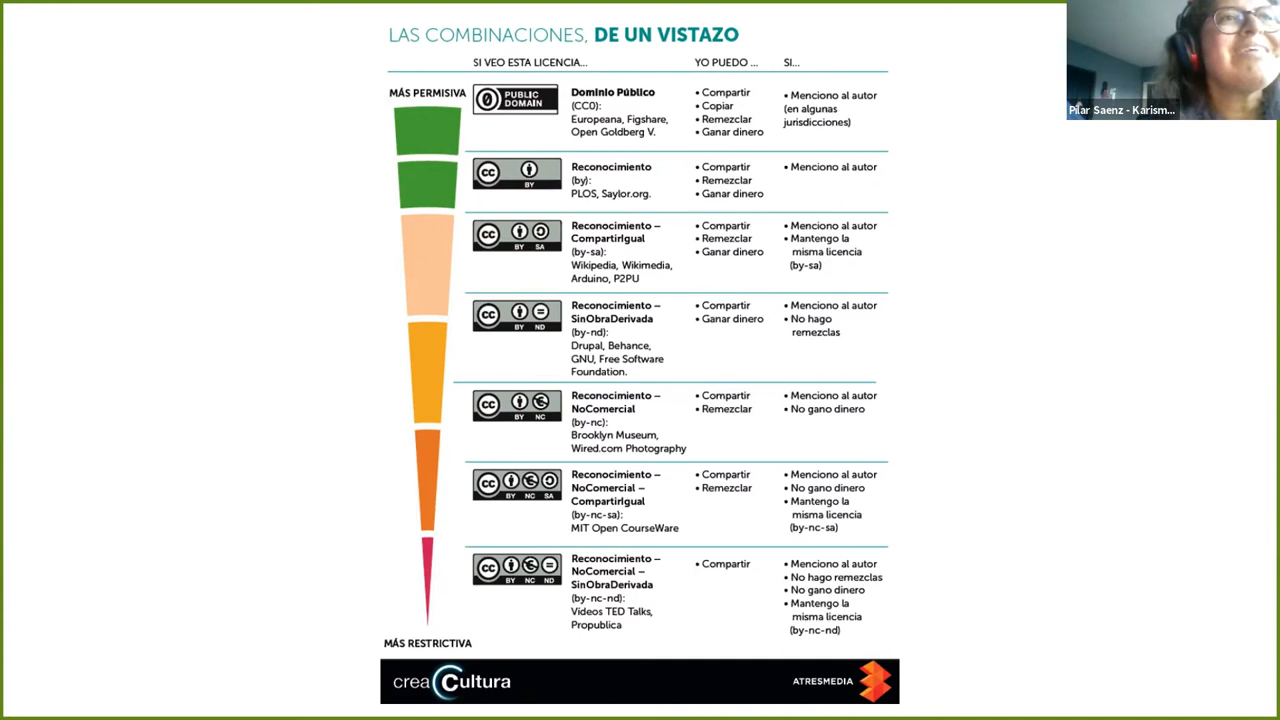 LAS COMBINACIONES, DE UN VISTAZO
SI VEO ESTA LICENCIA... YO PUEDO ... SI...
MÁS PERMISIVA
0 PUBLIC DOMAIN
Dominio Público
(CC0):
Europeana, Figshare,
Open Goldberg V.
• Compartir
• Copiar
• Remezclar
• Ganar dinero
• Menciono al autor
(en algunas
jurisdicciones)
CC BY
Reconocimiento
(by):
PLOS, Saylor.org.
• Compartir
• Remezclar
• Ganar dinero
• Menciono al autor
CC BY SA
Reconocimiento –
CompartirIgual
(by-sa):
Wikipedia, Wikimedia,
Arduino, P2PU
• Compartir
• Remezclar
• Ganar dinero
• Menciono al autor
• Mantengo la
misma licencia
(by-sa)
CC BY ND
Reconocimiento –
SinObraDerivada
(by-nd):
Drupal, Behance,
GNU, Free Software
Foundation.
• Compartir
• Ganar dinero
• Menciono al autor
• No hago
remezclas
CC BY NC
Reconocimiento –
NoComercial
(by-nc):
Brooklyn Museum,
Wired.com Photography
• Compartir
• Remezclar
• Menciono al autor
• No gano dinero
CC BY NC SA
Reconocimiento –
NoComercial –
CompartirIgual
(by-nc-sa):
MIT Open CourseWare
• Compartir
• Remezclar
• Menciono al autor
• No gano dinero
• Mantengo la
misma licencia
(by-nc-sa)
CC BY NC ND
Reconocimiento –
NoComercial –
SinObraDerivada
(by-nc-nd):
Vídeos TED Talks,
Propublica
• Compartir
• Menciono al autor
• No hago remezclas
• No gano dinero
• Mantengo la
misma licencia
(by-nc-nd)
MÁS RESTRICTIVA
crea Cultura
ATRESMEDIA
Pilar Saenz - Karism...